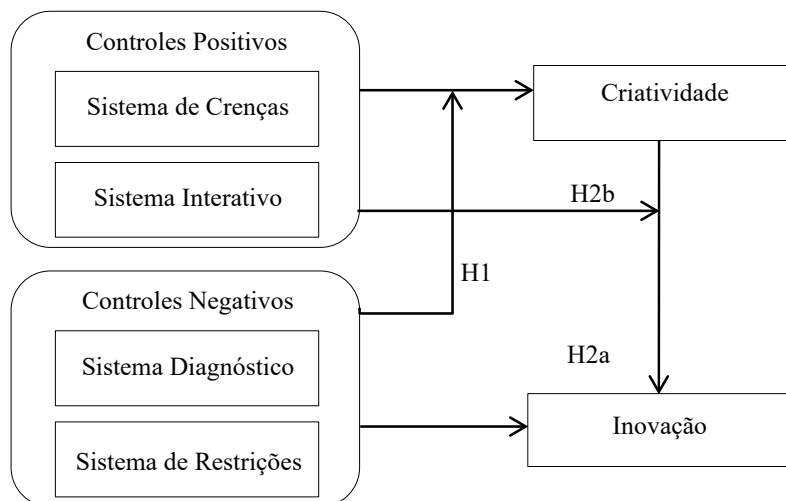 Controles Positivos
Sistema de Crenças
Sistema Interativo
Criatividade
H2b
H1
Controles Negativos
Sistema Diagnóstico
Sistema de Restrições
H2a
Inovação